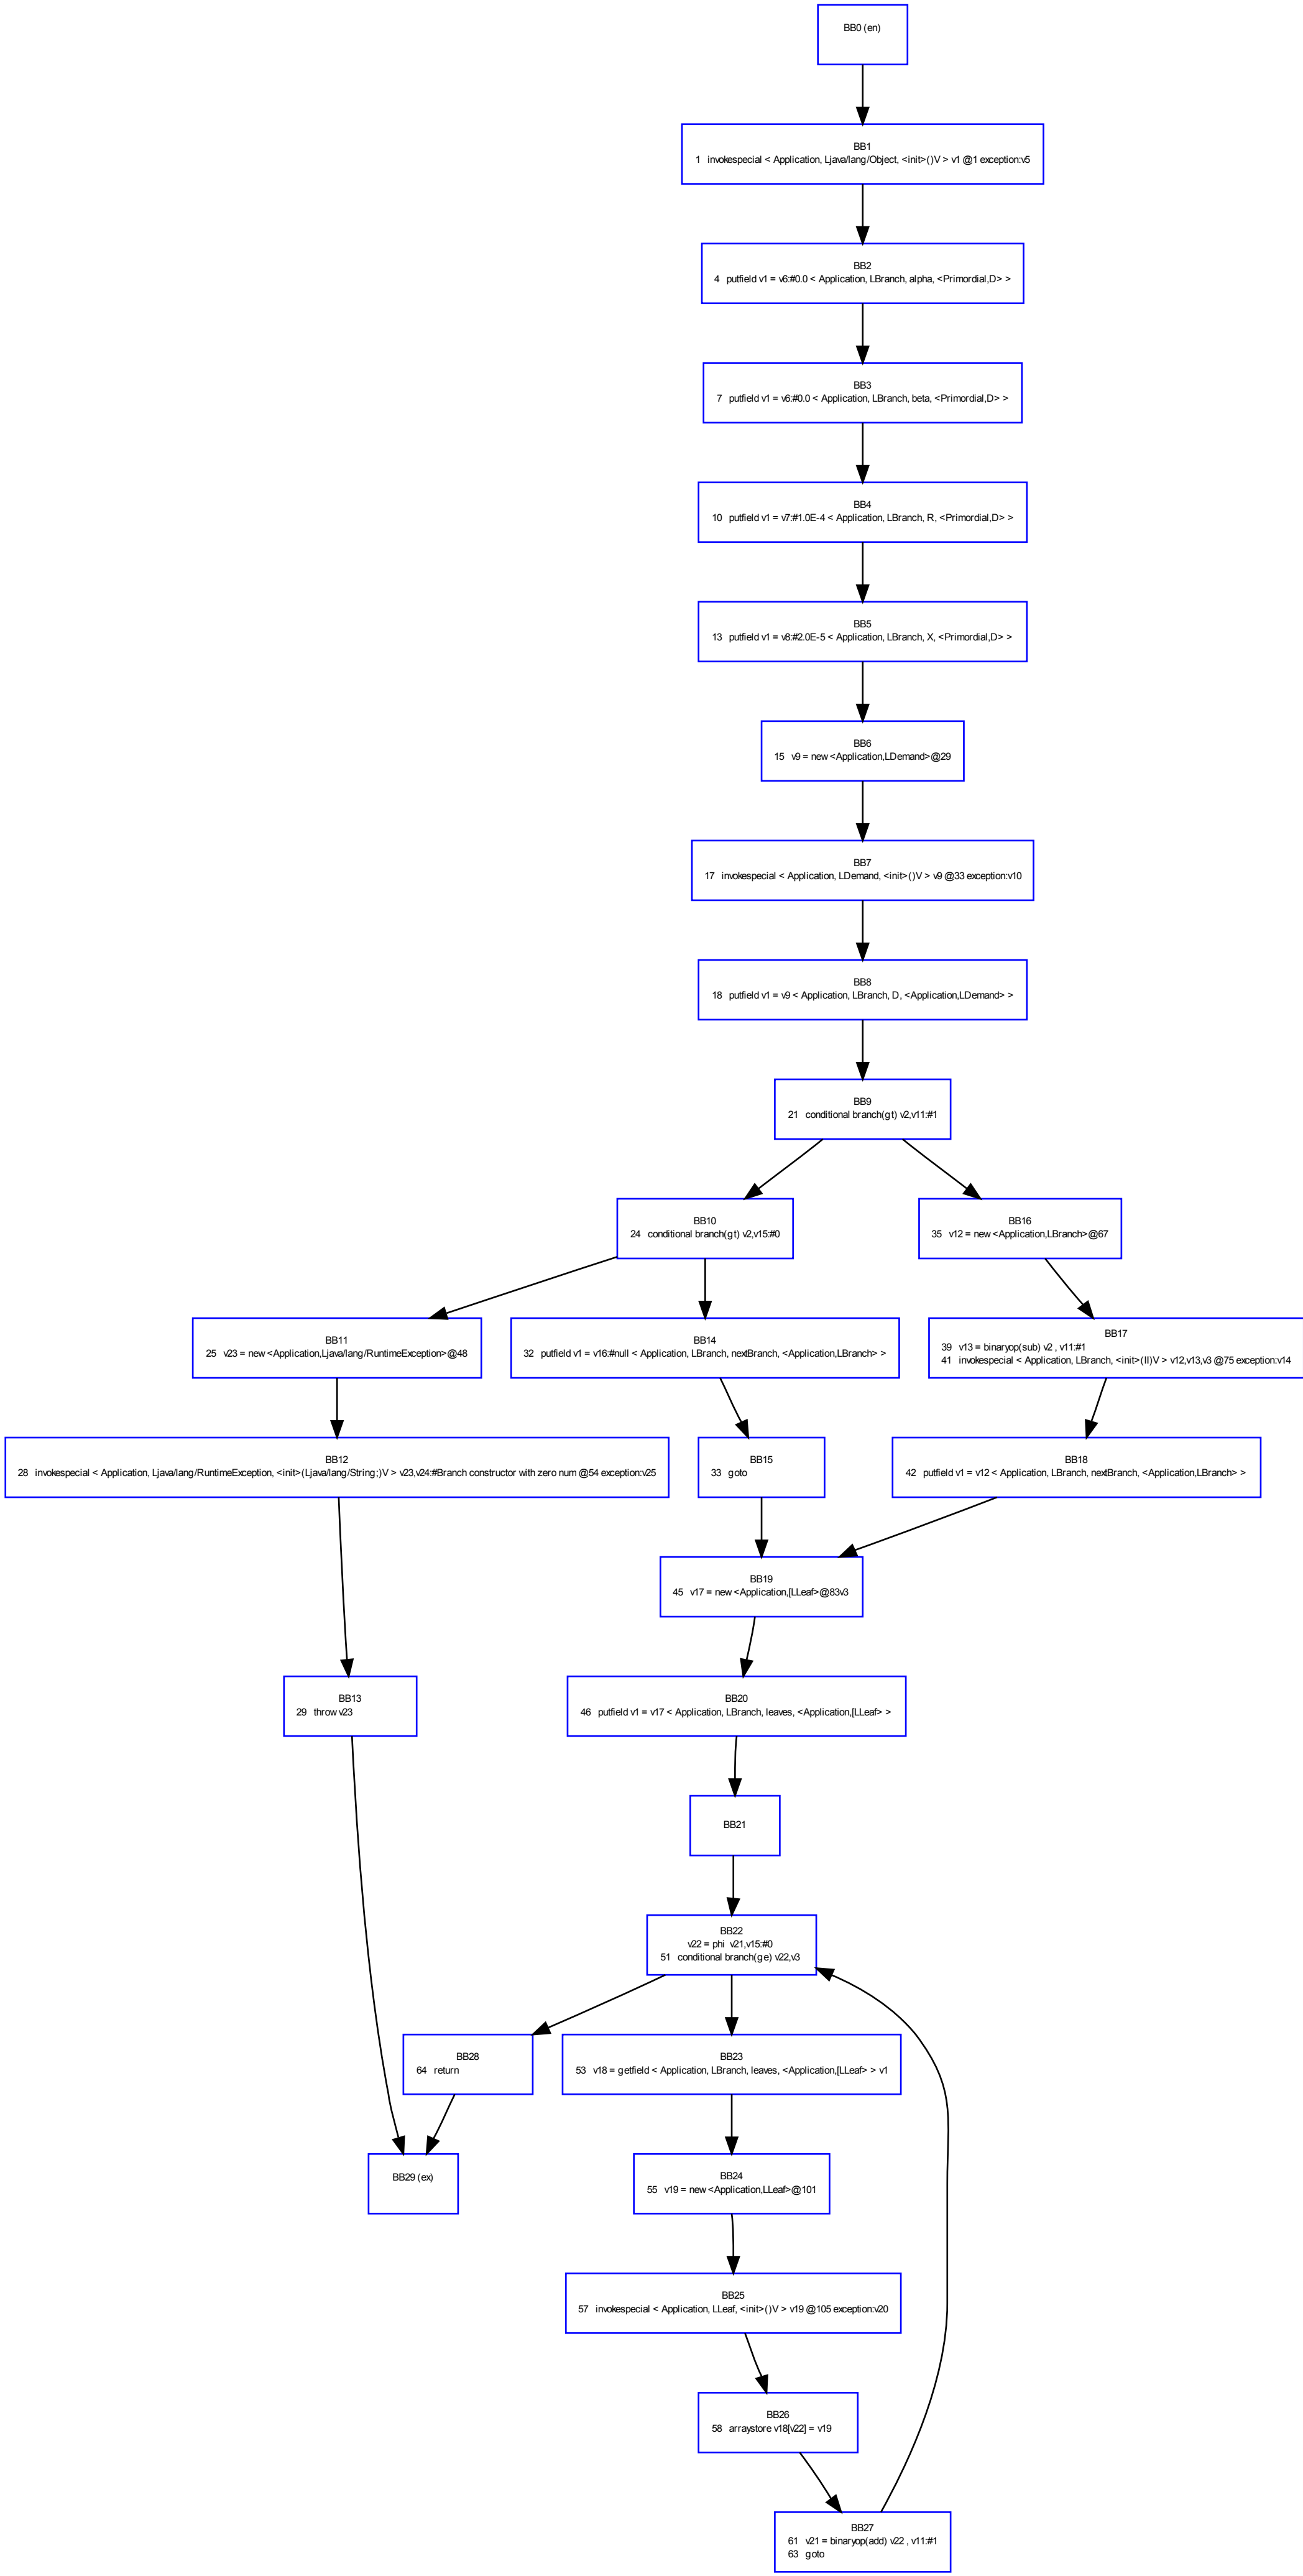 BB0 (en)
BB1
1 invokespecial < Application, Ljava/lang/Object, <init>()V > v1 @1 exception:v5
BB2
4 putfield v1 = v6:#0.0 < Application, LBranch, alpha, <Primordial,D> >
BB3
7 putfield v1 = v6:#0.0 < Application, LBranch, beta, <Primordial,D> >
BB4
10 putfield v1 = v7:#1.0E-4 < Application, LBranch, R, <Primordial,D> >
BB5
13 putfield v1 = v8:#2.0E-5 < Application, LBranch, X, <Primordial,D> >
BB6
15 v9 = new <Application,LDemand>@29
BB7
17 invokespecial < Application, LDemand, <init>()V > v9 @33 exception:v10
BB8
18 putfield v1 = v9 < Application, LBranch, D, <Application,LDemand> >
BB9
21 conditional branch(gt) v2,v11:#1
BB10
24 conditional branch(gt) v2,v15:#0
BB16
35 v12 = new <Application,LBranch>@67
BB11
25 v23 = new <Application,Ljava/lang/RuntimeException>@48
BB14
32 putfield v1 = v16:#null < Application, LBranch, nextBranch, <Application,LBranch> >
BB17
39 v13 = binaryop(sub) v2 , v11:#1
41 invokespecial < Application, LBranch, <init>(II)V > v12,v13,v3 @75 exception:v14
BB12
28 invokespecial < Application, Ljava/lang/RuntimeException, <init>(Ljava/lang/String;)V > v23,v24:#Branch constructor with zero num @54 exception:v25
BB15
33 goto
BB18
42 putfield v1 = v12 < Application, LBranch, nextBranch, <Application,LBranch> >
BB19
45 v17 = new <Application,[LLeaf>@83v3
BB13
29 throw v23
BB20
46 putfield v1 = v17 < Application, LBranch, leaves, <Application,[LLeaf> >
BB21
BB22
v22 = phi v21,v15:#0
51 conditional branch(ge) v22,v3
BB28
64 return
BB23
53 v18 = getfield < Application, LBranch, leaves, <Application,[LLeaf> > v1
BB29 (ex)
BB24
55 v19 = new <Application,LLeaf>@101
BB25
57 invokespecial < Application, LLeaf, <init>()V > v19 @105 exception:v20
BB26
58 arraystore v18[v22] = v19
BB27
61 v21 = binaryop(add) v22 , v11:#1
63 goto